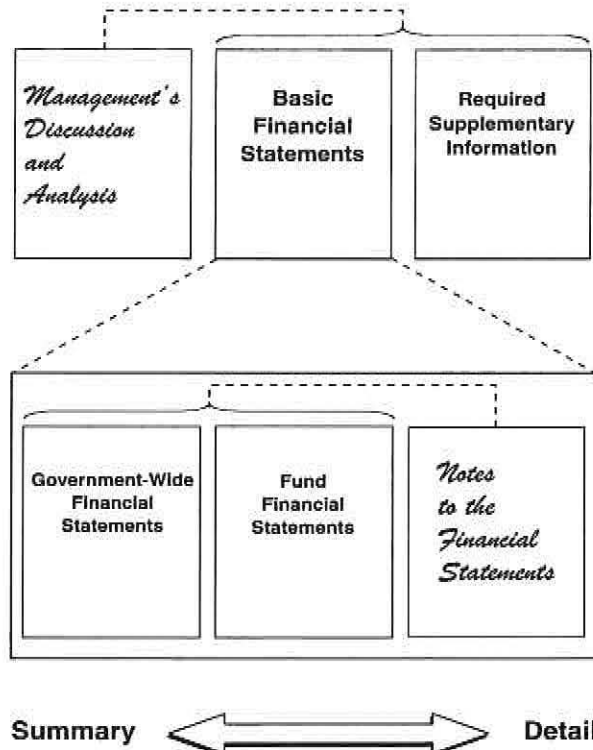 Management's
Discussion
and
Analysis
Basic
Financial
Statements
Required
Supplementary
Information
Government-Wide
Financial
Statements
Fund
Financial
Statements
Notes
to the
Financial
Statements
Summary
Detail